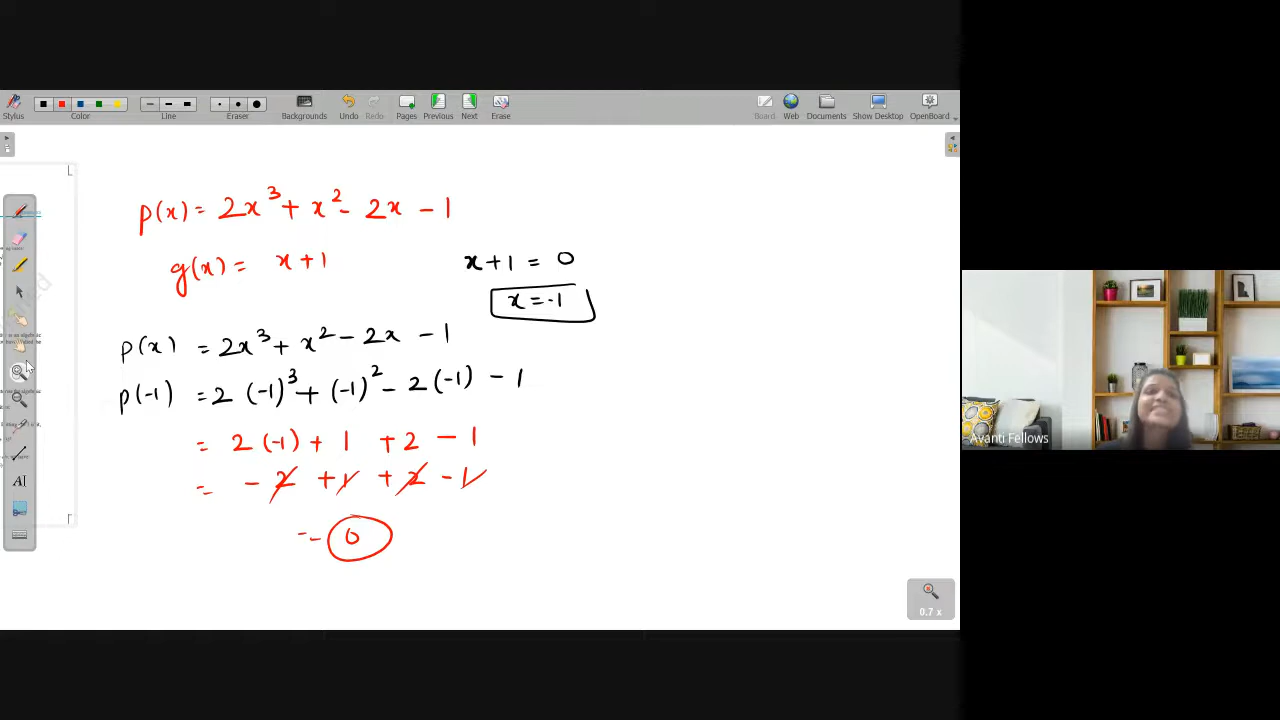 Stylus Color Line Eraser Backgrounds Undo Redo Pages Previous Next Erase Board Web Documents Show Desktop OpenBoard
p(x) = 2x³ + x² - 2x - 1
g(x) = x + 1
x + 1 = 0
x = -1
p(x) = 2x³ + x² - 2x - 1
p(-1) = 2 (-1)³ + (-1)² - 2 (-1) - 1
= 2 (-1) + 1 + 2 - 1
= - 2 + 1 + 2 - 1
= 0
Avanti Fellows
0.7 x